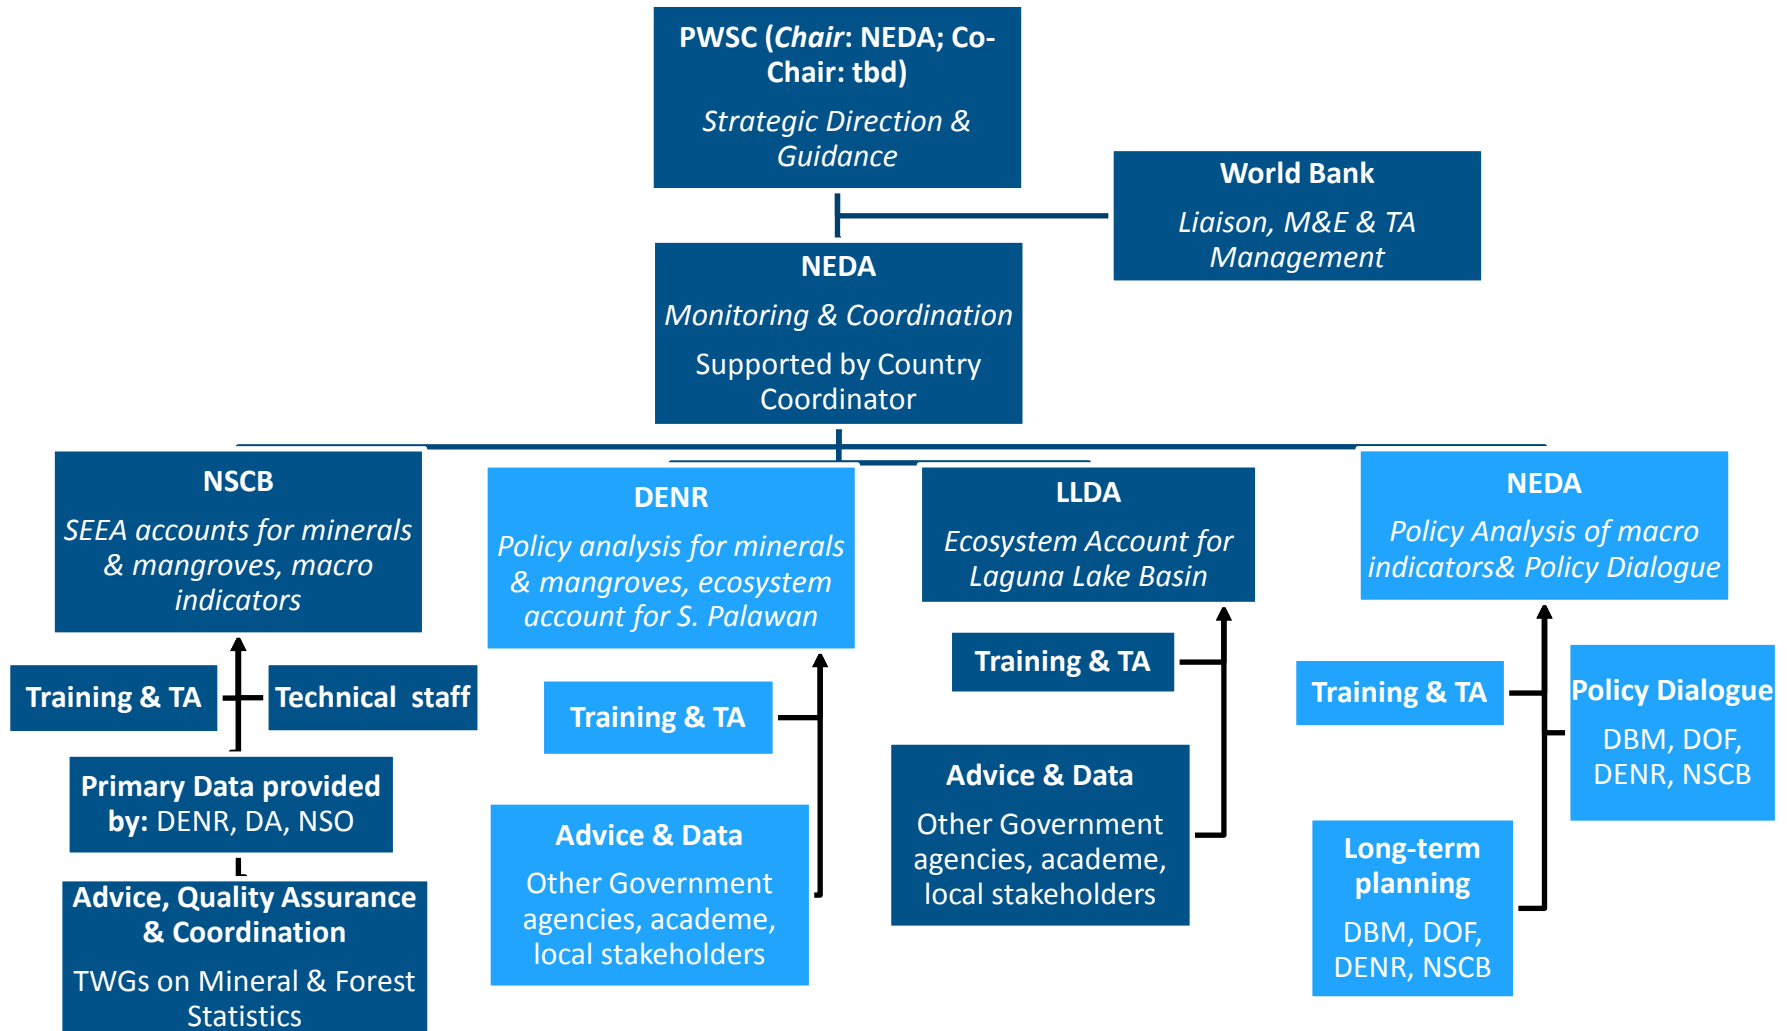 PWSC (Chair: NEDA; Co-
Chair: tbd)
Strategic Direction &
Guidance
World Bank
Liaison, M&E & TA
Management
NEDA
Monitoring & Coordination
Supported by Country
Coordinator
NSCB
SEEA accounts for minerals
& mangroves, macro
indicators
Training & TA
Technical staff
Primary Data provided
by: DENR, DA, NSO
Advice, Quality Assurance
& Coordination
TWGs on Mineral & Forest
Statistics
DENR
Policy analysis for minerals
& mangroves, ecosystem
account for S. Palawan
Training & TA
Advice & Data
Other Government
agencies, academe,
local stakeholders
LLDA
Ecosystem Account for
Laguna Lake Basin
Training & TA
Advice & Data
Other Government
agencies, academe,
local stakeholders
NEDA
Policy Analysis of macro
indicators& Policy Dialogue
Training & TA
Policy Dialogue
DBM, DOF,
DENR, NSCB
Long-term
planning
DBM, DOF,
DENR, NSCB